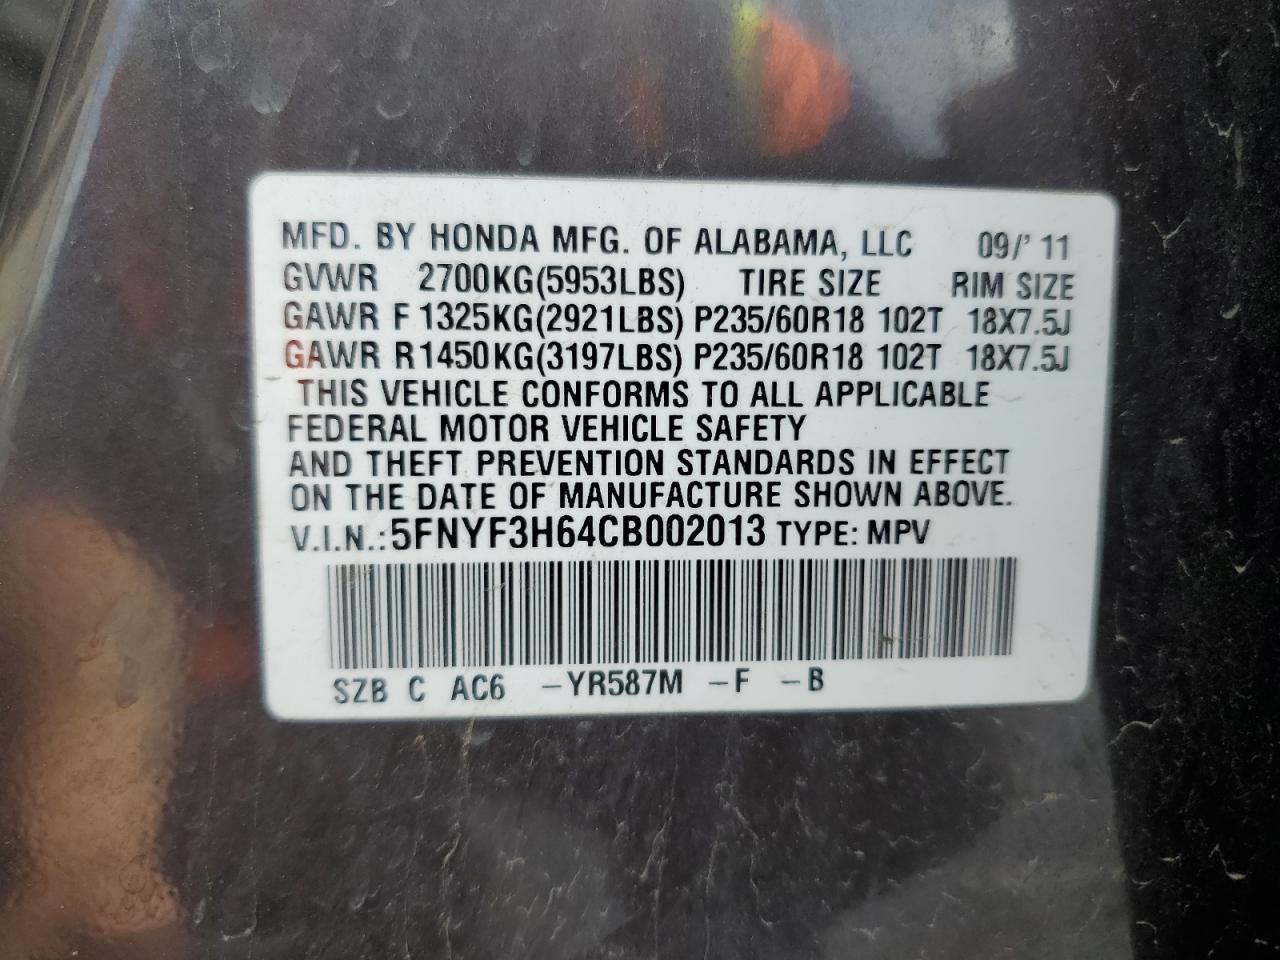 MFD. BY HONDA MFG. OF ALABAMA, LLC 09/' 11
GVWR 2700KG(5953LBS) TIRE SIZE RIM SIZE
GAWR F 1325KG(2921LBS) P235/60R18 102T 18X7.5J
GAWR R1450KG(3197LBS) P235/60R18 102T 18X7.5J
THIS VEHICLE CONFORMS TO ALL APPLICABLE
FEDERAL MOTOR VEHICLE SAFETY
AND THEFT PREVENTION STANDARDS IN EFFECT
ON THE DATE OF MANUFACTURE SHOWN ABOVE.
V.I.N.:5FNYF3H64CB002013 TYPE: MPV
SZB C AC6 -YR587M -F -B